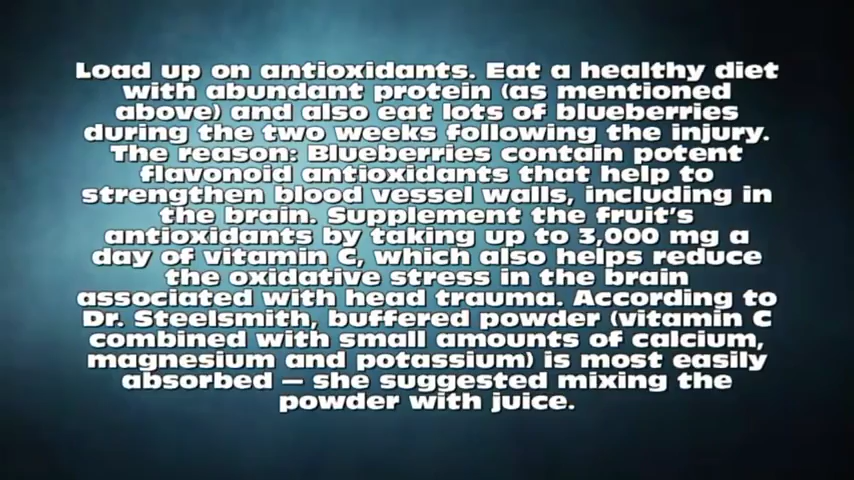 Load up on antioxidants. Eat a healthy diet
with abundant protein (as mentioned
above) and also eat lots of blueberries
during the two weeks following the injury.
The reason: Blueberries contain potent
flavonoid antioxidants that help to
strengthen blood vessel walls, including in
the brain. Supplement the fruit's
antioxidants by taking up to 3,000 mg a
day of vitamin C, which also helps reduce
the oxidative stress in the brain
associated with head trauma. According to
Dr. Steelsmith, buffered powder (vitamin C
combined with small amounts of calcium,
magnesium and potassium) is most easily
absorbed — she suggested mixing the
powder with juice.